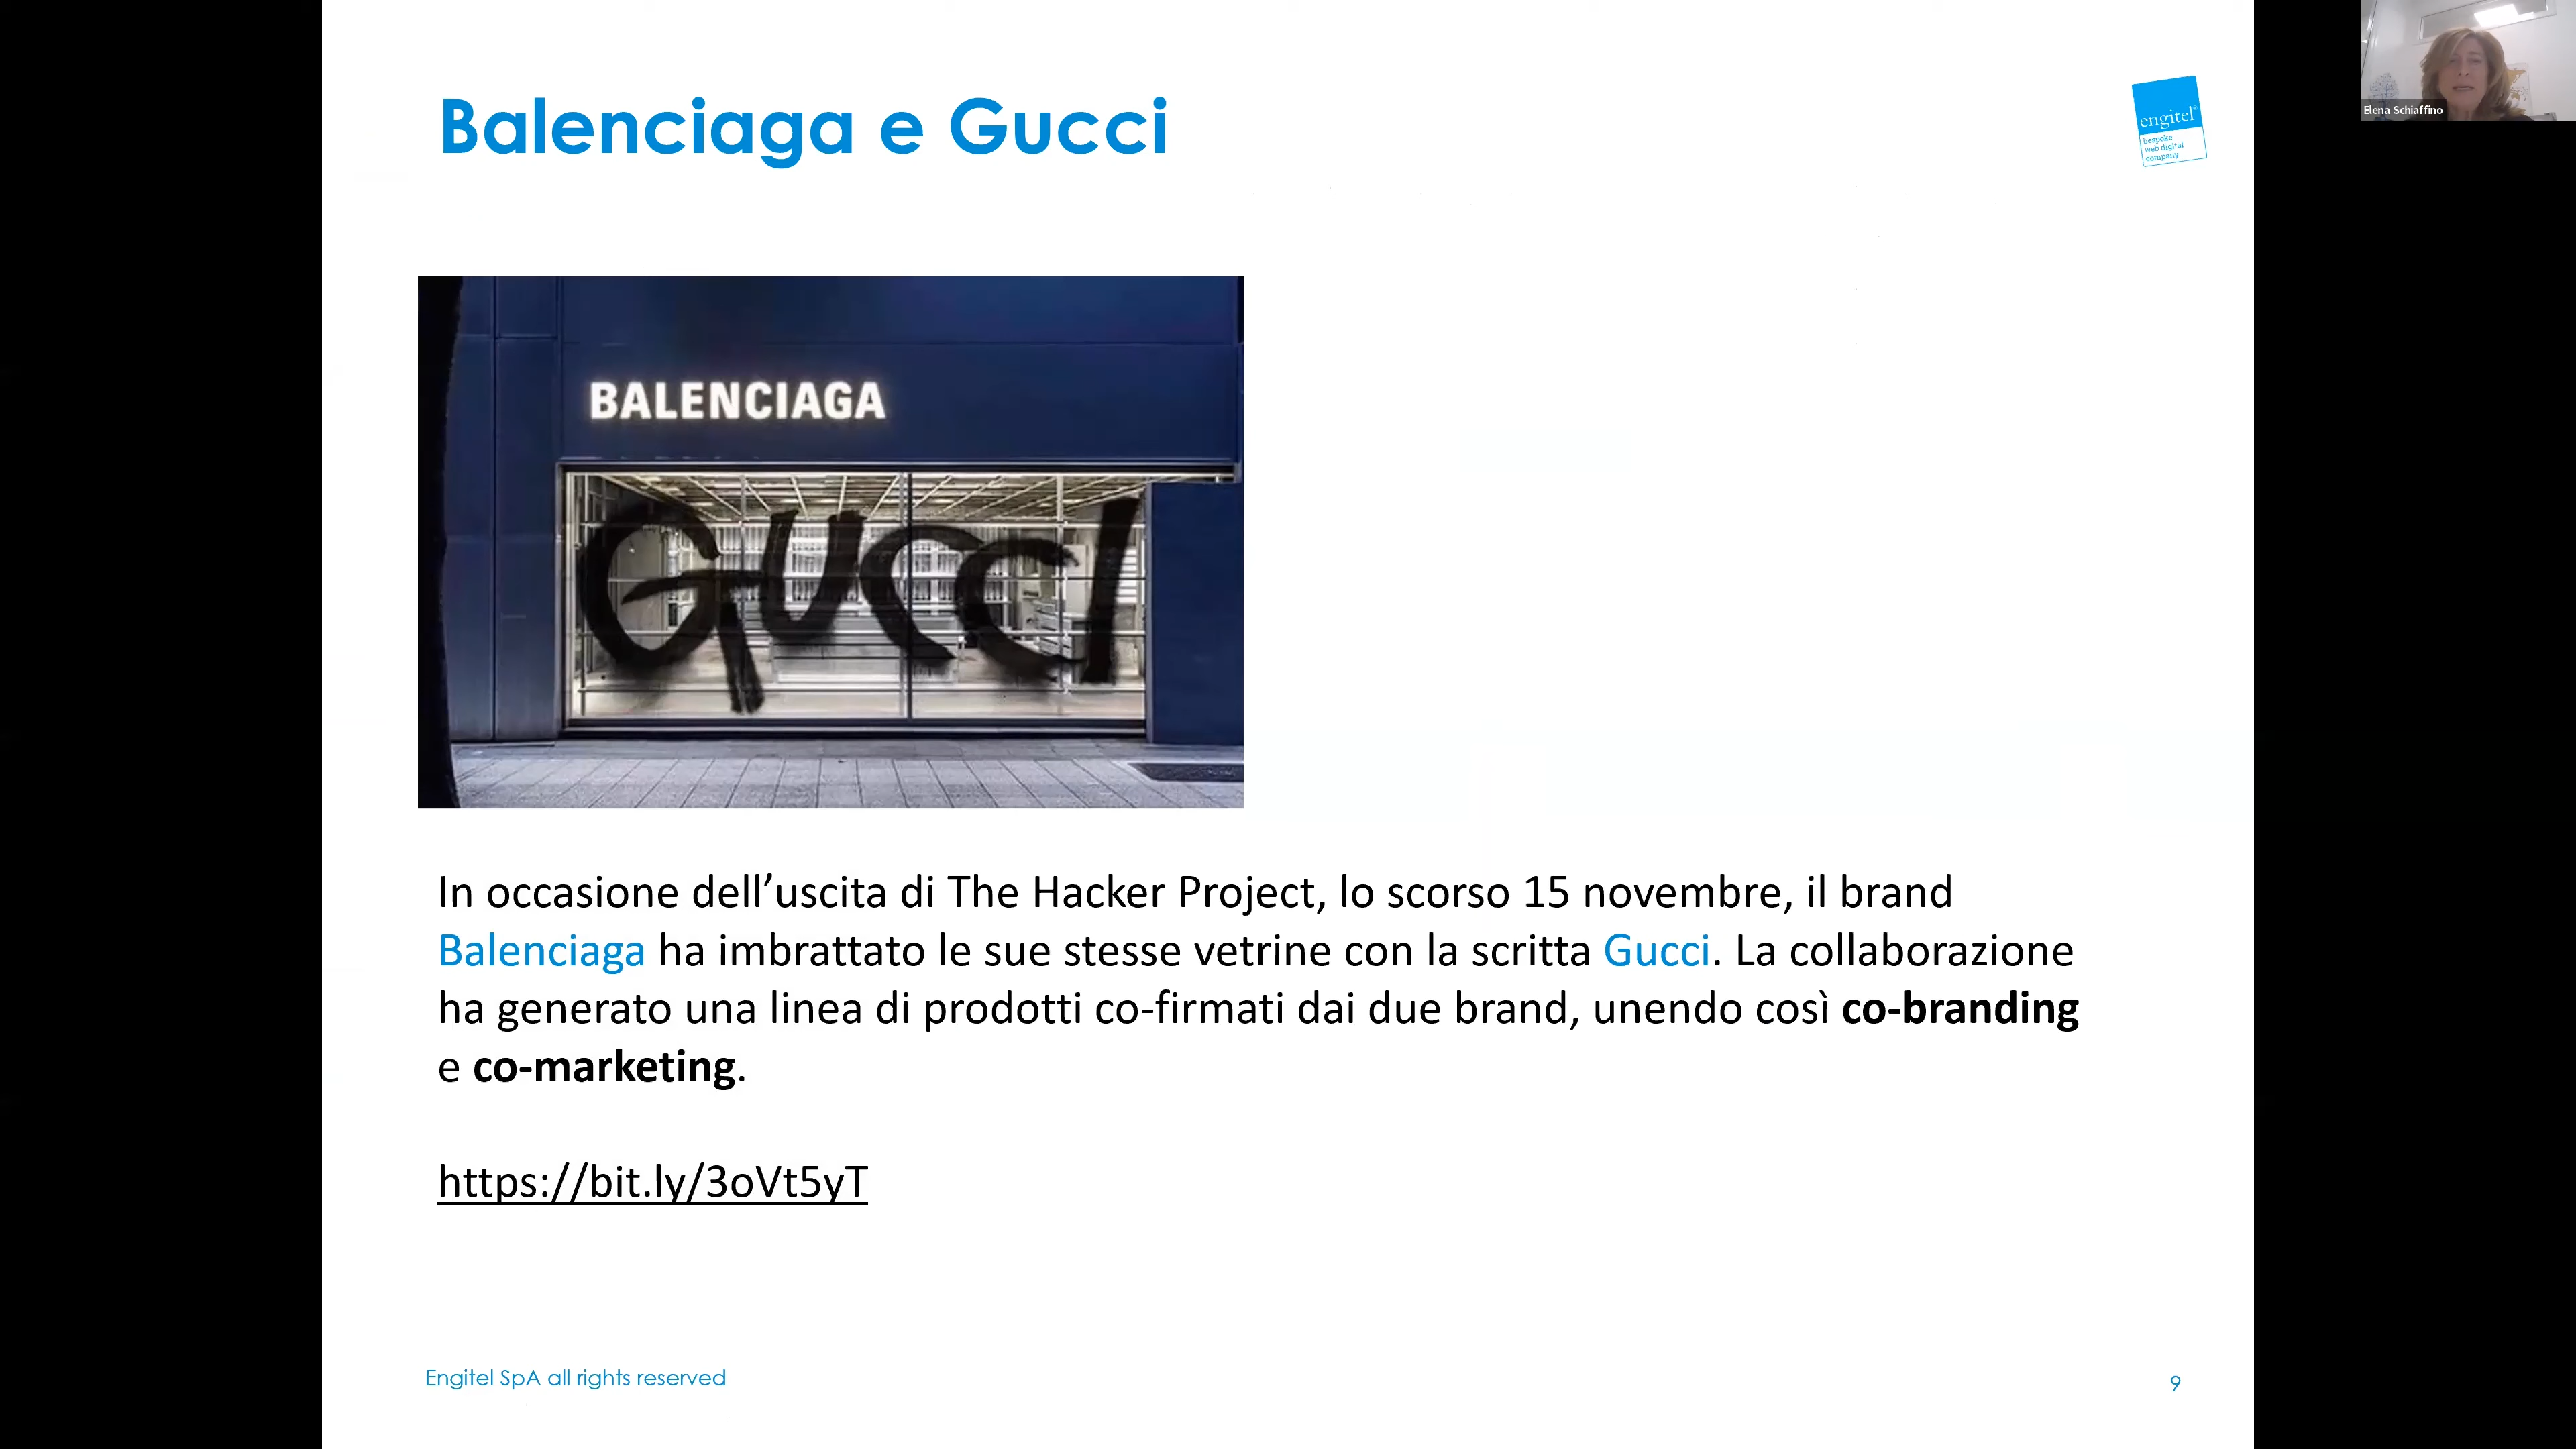 Balenciaga e Gucci
engitel®
bespoke
web digital
company
Elena Schiaffino
BALENCIAGA
GUCCI
In occasione dell’uscita di The Hacker Project, lo scorso 15 novembre, il brand
Balenciaga ha imbrattato le sue stesse vetrine con la scritta Gucci. La collaborazione
ha generato una linea di prodotti co-firmati dai due brand, unendo così co-branding
e co-marketing.
https://bit.ly/3oVt5yT
Engitel SpA all rights reserved
9